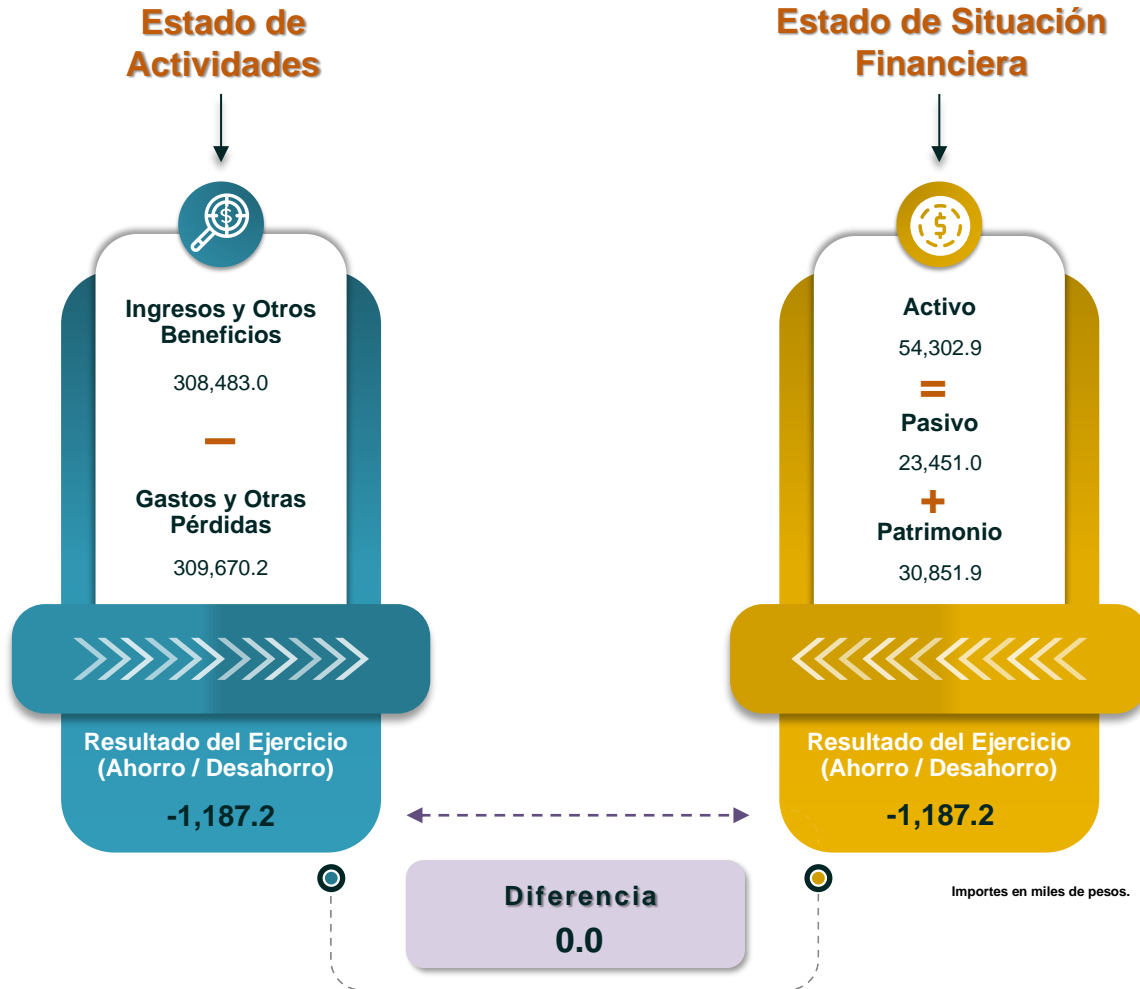 Estado de
Actividades
Ingresos y Otros
Beneficios
308,483.0
–
Gastos y Otras
Pérdidas
309,670.2
Resultado del Ejercicio
(Ahorro / Desahorro)
-1,187.2
Estado de Situación
Financiera
$
Activo
54,302.9
=
Pasivo
23,451.0
+
Patrimonio
30,851.9
Resultado del Ejercicio
(Ahorro / Desahorro)
-1,187.2
Diferencia
0.0
Importes en miles de pesos.